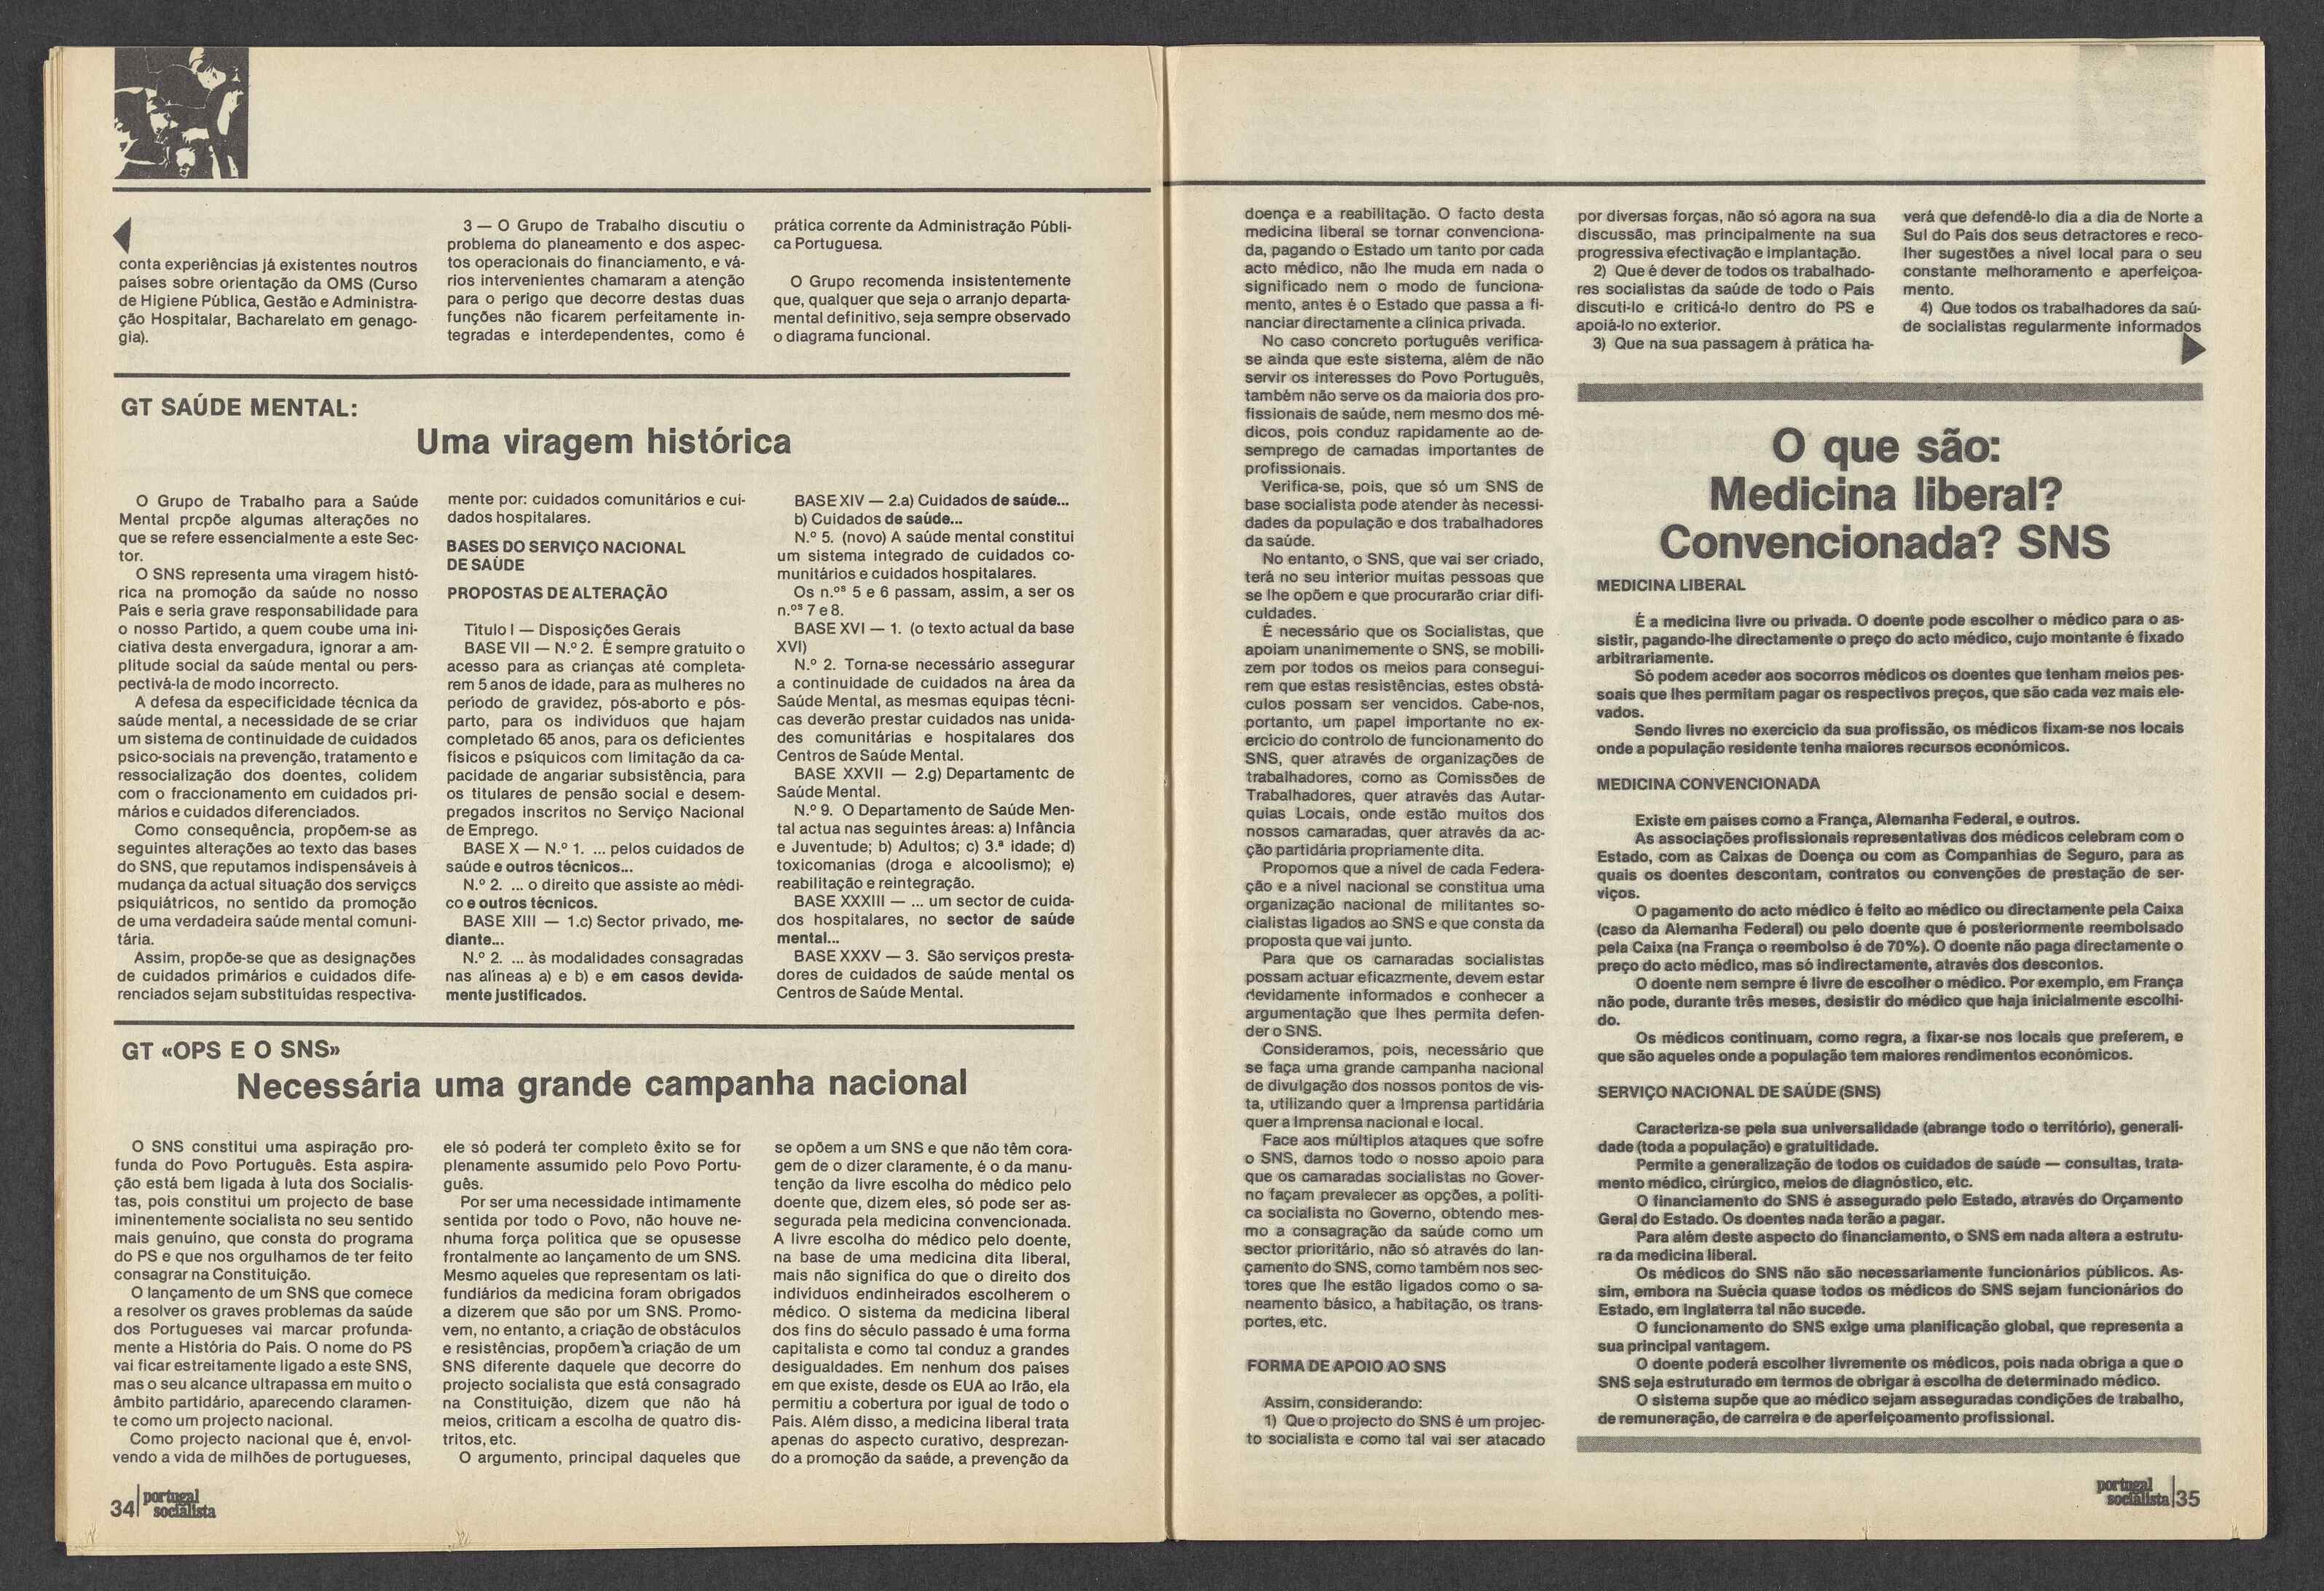 conta experiências já existentes noutros
países sobre orientação da OMS (Curso
de Higiene Pública, Gestão e Administra-
ção Hospitalar, Bacharelato em genago-
gia).
3 — O Grupo de Trabalho discutiu o
problema do planeamento e dos aspec-
tos operacionais do financiamento, e vá-
rios intervenientes chamaram a atenção
para o perigo que decorre destas duas
funções não ficarem perfeitamente in-
tegradas e interdependentes, como é
prática corrente da Administração Públi-
ca Portuguesa.
O Grupo recomenda insistentemente
que, qualquer que seja o arranjo departa-
mental definitivo, seja sempre observado
o diagrama funcional.
GT SAÚDE MENTAL:
Uma viragem histórica
O Grupo de Trabalho para a Saúde
Mental prcpõe algumas alterações no
que se refere essencialmente a este Sec-
tor.
O SNS representa uma viragem histó-
rica na promoção da saúde no nosso
País e seria grave responsabilidade para
o nosso Partido, a quem coube uma ini-
ciativa desta envergadura, ignorar a am-
plitude social da saúde mental ou pers-
pectivá-la de modo incorrecto.
A defesa da especificidade técnica da
saúde mental, a necessidade de se criar
um sistema de continuidade de cuidados
psico-sociais na prevenção, tratamento e
ressocialização dos doentes, colidem
com o fraccionamento em cuidados pri-
mários e cuidados diferenciados.
Como consequência, propõem-se as
seguintes alterações ao texto das bases
do SNS, que reputamos indispensáveis à
mudança da actual situação dos serviçcs
psiquiátricos, no sentido da promoção
de uma verdadeira saúde mental comuni-
tária.
Assim, propõe-se que as designações
de cuidados primários e cuidados dife-
renciados sejam substituídas respectiva-
mente por: cuidados comunitários e cui-
dados hospitalares.
BASES DO SERVIÇO NACIONAL
DE SAÚDE
PROPOSTAS DE ALTERAÇÃO
Título I — Disposições Gerais
BASE VII — N.º 2. É sempre gratuito o
acesso para as crianças até completa-
rem 5 anos de idade, para as mulheres no
período de gravidez, pós-aborto e pós-
parto, para os indivíduos que hajam
completado 65 anos, para os deficientes
físicos e psíquicos com limitação da ca-
pacidade de angariar subsistência, para
os titulares de pensão social e desem-
pregados inscritos no Serviço Nacional
de Emprego.
BASE X — N.º 1. ... pelos cuidados de
saúde e outros técnicos...
N.º 2. ... o direito que assiste ao médi-
co e outros técnicos.
BASE XIII — 1.c) Sector privado, me-
diante...
N.º 2. ... às modalidades consagradas
nas alíneas a) e b) e em casos devida-
mente justificados.
BASE XIV — 2.a) Cuidados de saúde...
b) Cuidados de saúde...
N.º 5. (novo) A saúde mental constitui
um sistema integrado de cuidados co-
munitários e cuidados hospitalares.
Os n.ºs 5 e 6 passam, assim, a ser os
n.ºs 7 e 8.
BASE XVI — 1. (o texto actual da base
XVI)
N.º 2. Torna-se necessário assegurar
a continuidade de cuidados na área da
Saúde Mental, as mesmas equipas técni-
cas deverão prestar cuidados nas unida-
des comunitárias e hospitalares dos
Centros de Saúde Mental.
BASE XXVII — 2.g) Departamentc de
Saúde Mental.
N.º 9. O Departamento de Saúde Men-
tal actua nas seguintes áreas: a) Infância
e Juventude; b) Adultos; c) 3.ª idade; d)
toxicomanias (droga e alcoolismo); e)
reabilitação e reintegração.
BASE XXXIII — ... um sector de cuida-
dos hospitalares, no sector de saúde
mental...
BASE XXXV — 3. São serviços presta-
dores de cuidados de saúde mental os
Centros de Saúde Mental.
GT «OPS E O SNS»
Necessária uma grande campanha nacional
O SNS constitui uma aspiração pro-
funda do Povo Português. Esta aspira-
ção está bem ligada à luta dos Socialis-
tas, pois constitui um projecto de base
iminentemente socialista no seu sentido
mais genuíno, que consta do programa
do PS e que nos orgulhamos de ter feito
consagrar na Constituição.
O lançamento de um SNS que comece
a resolver os graves problemas da saúde
dos Portugueses vai marcar profunda-
mente a História do País. O nome do PS
vai ficar estreitamente ligado a este SNS,
mas o seu alcance ultrapassa em muito o
âmbito partidário, aparecendo claramen-
te como um projecto nacional.
Como projecto nacional que é, envol-
vendo a vida de milhões de portugueses,
ele só poderá ter completo êxito se for
plenamente assumido pelo Povo Portu-
guês.
Por ser uma necessidade intimamente
sentida por todo o Povo, não houve ne-
nhuma força política que se opusesse
frontalmente ao lançamento de um SNS.
Mesmo aqueles que representam os lati-
fundiários da medicina foram obrigados
a dizerem que são por um SNS. Promo-
vem, no entanto, a criação de obstáculos
e resistências, propõem a criação de um
SNS diferente daquele que decorre do
projecto socialista que está consagrado
na Constituição, dizem que não há
meios, criticam a escolha de quatro dis-
tritos, etc.
O argumento, principal daqueles que
se opõem a um SNS e que não têm cora-
gem de o dizer claramente, é o da manu-
tenção da livre escolha do médico pelo
doente que, dizem eles, só pode ser as-
segurada pela medicina convencionada.
A livre escolha do médico pelo doente,
na base de uma medicina dita liberal,
mais não significa do que o direito dos
indivíduos endinheirados escolherem o
médico. O sistema da medicina liberal
dos fins do século passado é uma forma
capitalista e como tal conduz a grandes
desigualdades. Em nenhum dos países
em que existe, desde os EUA ao Irão, ela
permitiu a cobertura por igual de todo o
País. Além disso, a medicina liberal trata
apenas do aspecto curativo, desprezan-
do a promoção da saúde, a prevenção da
34 portugal
socialista
doença e a reabilitação. O facto desta
medicina liberal se tornar convenciona-
da, pagando o Estado um tanto por cada
acto médico, não lhe muda em nada o
significado nem o modo de funciona-
mento, antes é o Estado que passa a fi-
nanciar directamente a clínica privada.
No caso concreto português verifica-
se ainda que este sistema, além de não
servir os interesses do Povo Português,
também não serve os da maioria dos pro-
fissionais de saúde, nem mesmo dos mé-
dicos, pois conduz rapidamente ao de-
semprego de camadas importantes de
profissionais.
Verifica-se, pois, que só um SNS de
base socialista pode atender às necessi-
dades da população e dos trabalhadores
da saúde.
No entanto, o SNS, que vai ser criado,
terá no seu interior muitas pessoas que
se lhe opõem e que procurarão criar difi-
culdades.
É necessário que os Socialistas, que
apoiam unanimemente o SNS, se mobili-
zem por todos os meios para consegui-
rem que estas resistências, estes obstá-
culos possam ser vencidos. Cabe-nos,
portanto, um papel importante no ex-
ercício do controlo de funcionamento do
SNS, quer através de organizações de
trabalhadores, como as Comissões de
Trabalhadores, quer através das Autar-
quias Locais, onde estão muitos dos
nossos camaradas, quer através da ac-
ção partidária propriamente dita.
Propomos que a nível de cada Federa-
ção e a nível nacional se constitua uma
organização nacional de militantes so-
cialistas ligados ao SNS e que consta da
proposta que vai junto.
Para que os camaradas socialistas
possam actuar eficazmente, devem estar
devidamente informados e conhecer a
argumentação que lhes permita defen-
der o SNS.
Consideramos, pois, necessário que
se faça uma grande campanha nacional
de divulgação dos nossos pontos de vis-
ta, utilizando quer a Imprensa partidária
quer a Imprensa nacional e local.
Face aos múltiplos ataques que sofre
o SNS, damos todo o nosso apoio para
que os camaradas socialistas no Gover-
no façam prevalecer as opções, a políti-
ca socialista no Governo, obtendo mes-
mo a consagração da saúde como um
sector prioritário, não só através do lan-
çamento do SNS, como também nos sec-
tores que lhe estão ligados como o sa-
neamento básico, a habitação, os trans-
portes, etc.
FORMA DE APOIO AO SNS
Assim, considerando:
1) Que o projecto do SNS é um projec-
to socialista e como tal vai ser atacado
por diversas forças, não só agora na sua
discussão, mas principalmente na sua
progressiva efectivação e implantação.
2) Que é dever de todos os trabalhado-
res socialistas da saúde de todo o País
discuti-lo e criticá-lo dentro do PS e
apoiá-lo no exterior.
3) Que na sua passagem à prática ha-
verá que defendê-lo dia a dia de Norte a
Sul do País dos seus detractores e reco-
lher sugestões a nível local para o seu
constante melhoramento e aperfeiçoa-
mento.
4) Que todos os trabalhadores da saú-
de socialistas regularmente informados
O que são:
Medicina liberal?
Convencionada? SNS
MEDICINA LIBERAL
É a medicina livre ou privada. O doente pode escolher o médico para o as-
sistir, pagando-lhe directamente o preço do acto médico, cujo montante é fixado
arbitrariamente.
Só podem aceder aos socorros médicos os doentes que tenham meios pes-
soais que lhes permitam pagar os respectivos preços, que são cada vez mais ele-
vados.
Sendo livres no exercício da sua profissão, os médicos fixam-se nos locais
onde a população residente tenha maiores recursos económicos.
MEDICINA CONVENCIONADA
Existe em países como a França, Alemanha Federal, e outros.
As associações profissionais representativas dos médicos celebram com o
Estado, com as Caixas de Doença ou com as Companhias de Seguro, para as
quais os doentes descontam, contratos ou convenções de prestação de ser-
viços.
O pagamento do acto médico é feito ao médico ou directamente pela Caixa
(caso da Alemanha Federal) ou pelo doente que é posteriormente reembolsado
pela Caixa (na França o reembolso é de 70%). O doente não paga directamente o
preço do acto médico, mas só indirectamente, através dos descontos.
O doente nem sempre é livre de escolher o médico. Por exemplo, em França
não pode, durante três meses, desistir do médico que haja inicialmente escolhi-
do.
Os médicos continuam, como regra, a fixar-se nos locais que preferem, e
que são aqueles onde a população tem maiores rendimentos económicos.
SERVIÇO NACIONAL DE SAÚDE (SNS)
Caracteriza-se pela sua universalidade (abrange todo o território), generali-
dade (toda a população) e gratuitidade.
Permite a generalização de todos os cuidados de saúde — consultas, trata-
mento médico, cirúrgico, meios de diagnóstico, etc.
O financiamento do SNS é assegurado pelo Estado, através do Orçamento
Geral do Estado. Os doentes nada terão a pagar.
Para além deste aspecto do financiamento, o SNS em nada altera a estrutu-
ra da medicina liberal.
Os médicos do SNS não são necessariamente funcionários públicos. As-
sim, embora na Suécia quase todos os médicos do SNS sejam funcionários do
Estado, em Inglaterra tal não sucede.
O funcionamento do SNS exige uma planificação global, que representa a
sua principal vantagem.
O doente poderá escolher livremente os médicos, pois nada obriga a que o
SNS seja estruturado em termos de obrigar à escolha de determinado médico.
O sistema supõe que ao médico sejam asseguradas condições de trabalho,
de remuneração, de carreira e de aperfeiçoamento profissional.
portugal
socialista 35